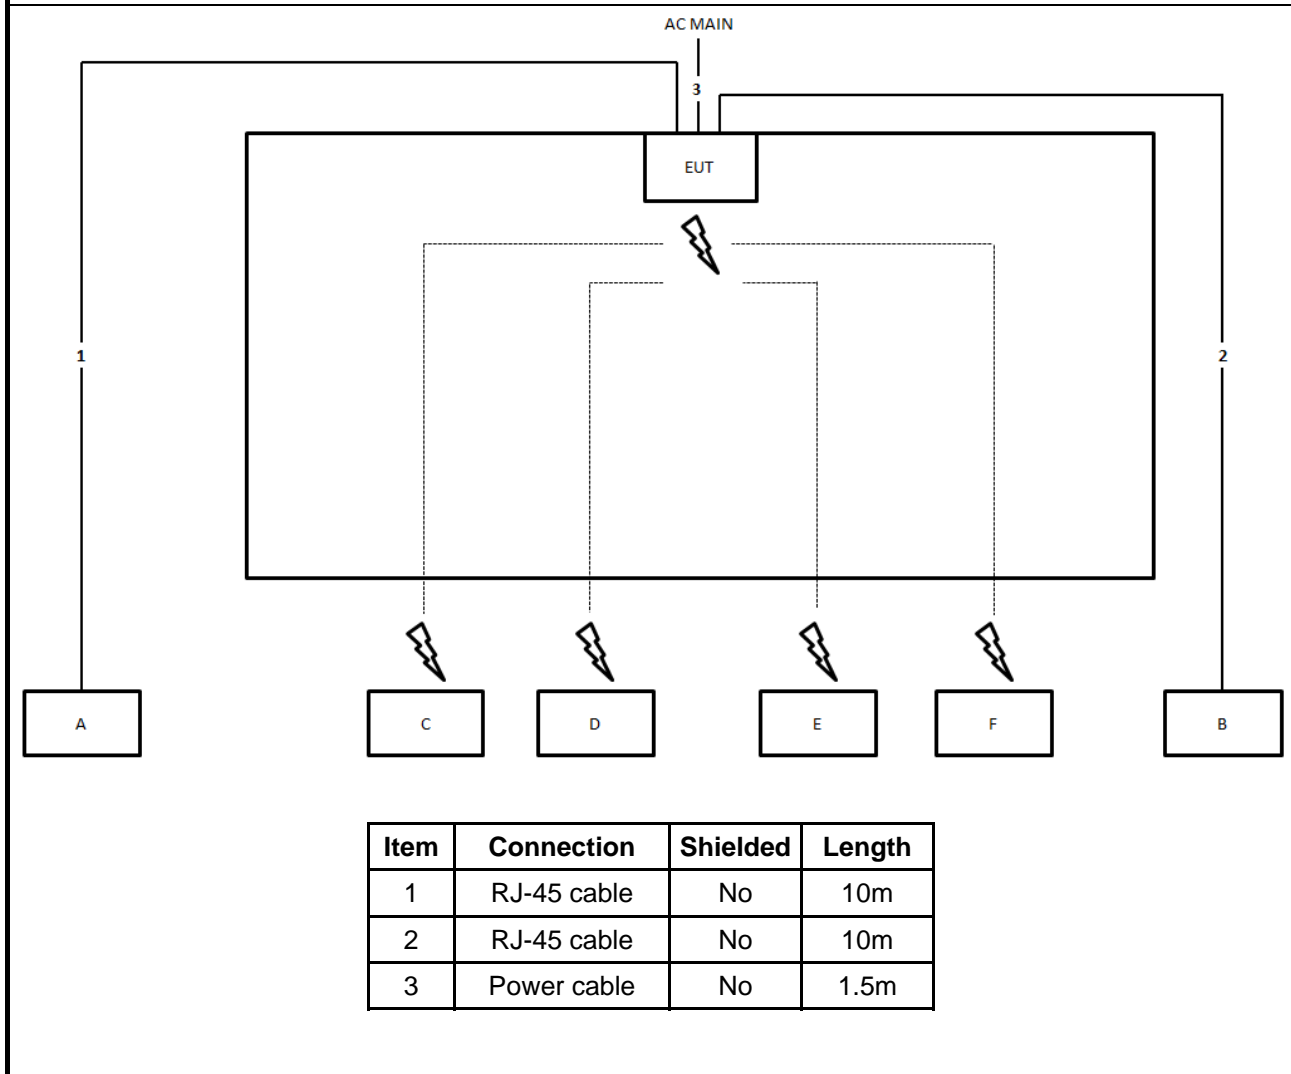 AC MAIN
3
EUT
1
2
A
C
D
E
F
B
Item Connection Shielded Length
1 RJ-45 cable No 10m
2 RJ-45 cable No 10m
3 Power cable No 1.5m